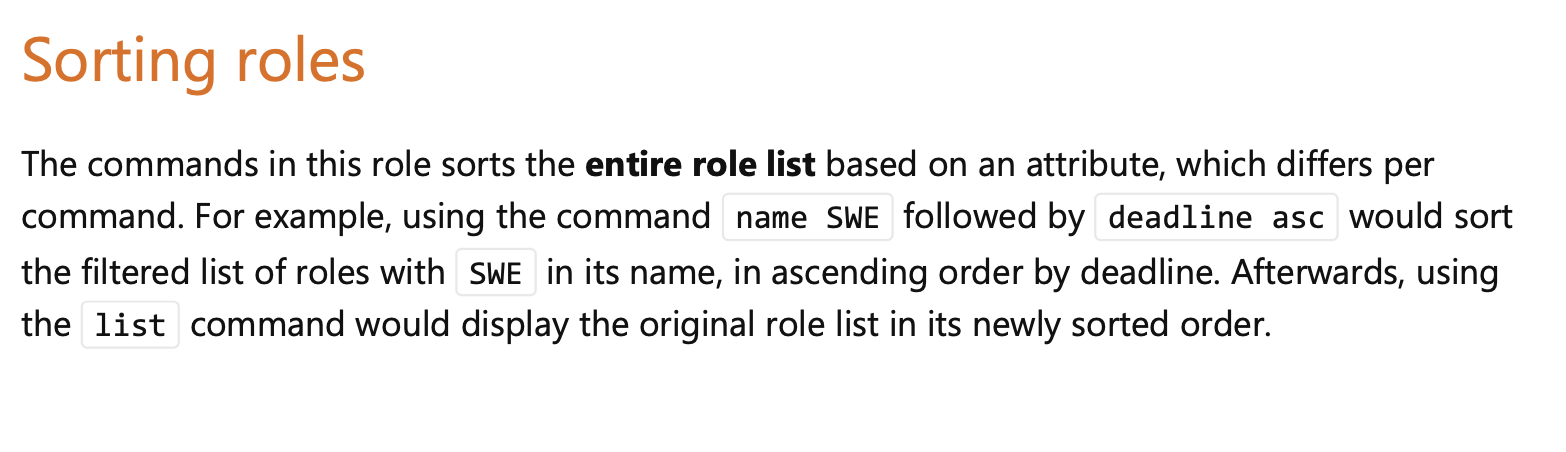 Sorting roles
The commands in this role sorts the entire role list based on an attribute, which differs per
command. For example, using the command name SWE followed by deadline asc would sort
the filtered list of roles with SWE in its name, in ascending order by deadline. Afterwards, using
the list command would display the original role list in its newly sorted order.